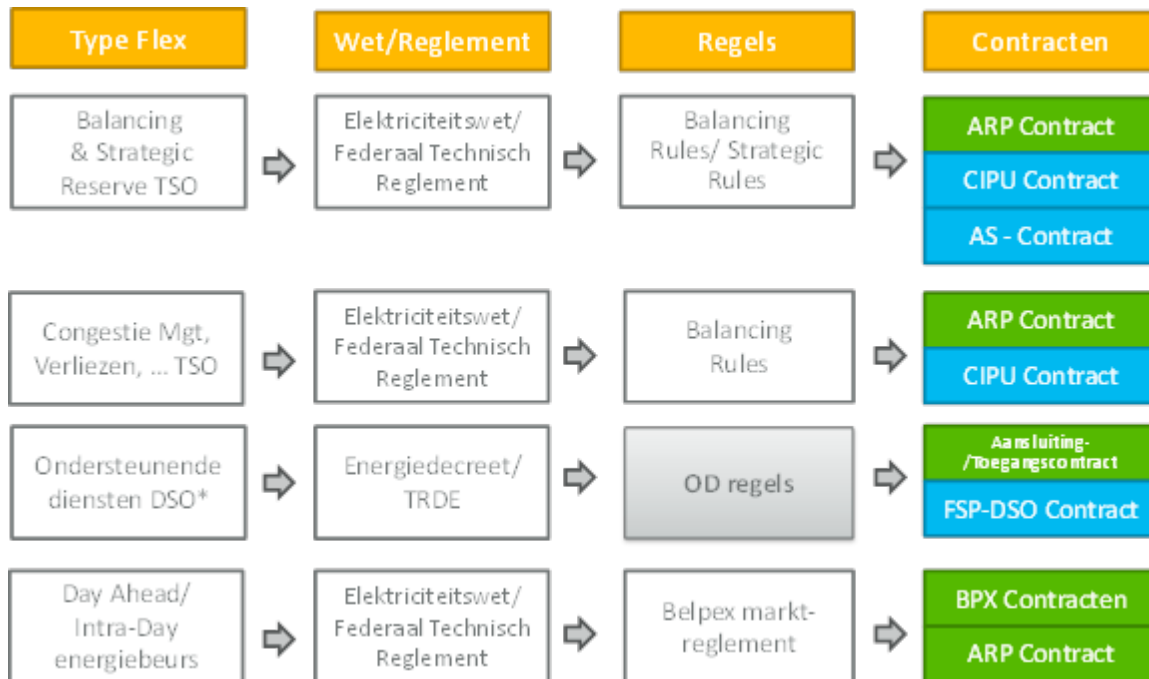 Type Flex
Wet/Reglement
Regels
Contracten
Balancing
& Strategic
Reserve TSO
Elektriciteitswet/
Federaal Technisch
Reglement
Balancing
Rules/ Strategic
Rules
ARP Contract
CIPU Contract
AS - Contract
Congestie Mgt,
Verliezen, ... TSO
Elektriciteitswet/
Federaal Technisch
Reglement
Balancing
Rules
ARP Contract
CIPU Contract
Ondersteunende
diensten DSO*
Energiedecreet/
TRDE
OD regels
Aansluiting-
/Toegangscontract
FSP-DSO Contract
Day Ahead/
Intra-Day
energiebeurs
Elektriciteitswet/
Federaal Technisch
Reglement
Belpex markt-
reglement
BPX Contracten
ARP Contract